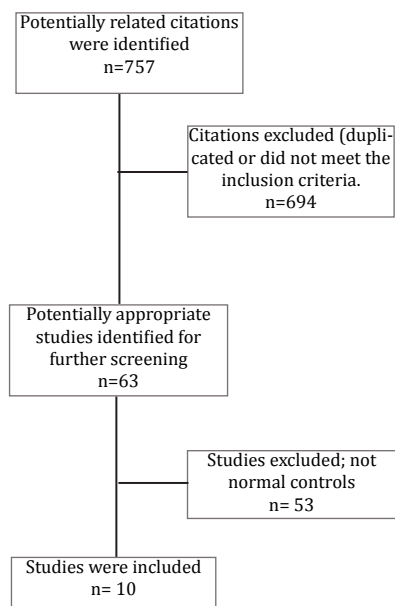 Potentially related citations
were identified
n=757
Citations excluded (dupli-
cated or did not meet the
inclusion criteria.
n=694
Potentially appropriate
studies identified for
further screening
n=63
Studies excluded; not
normal controls
n= 53
Studies were included
n= 10